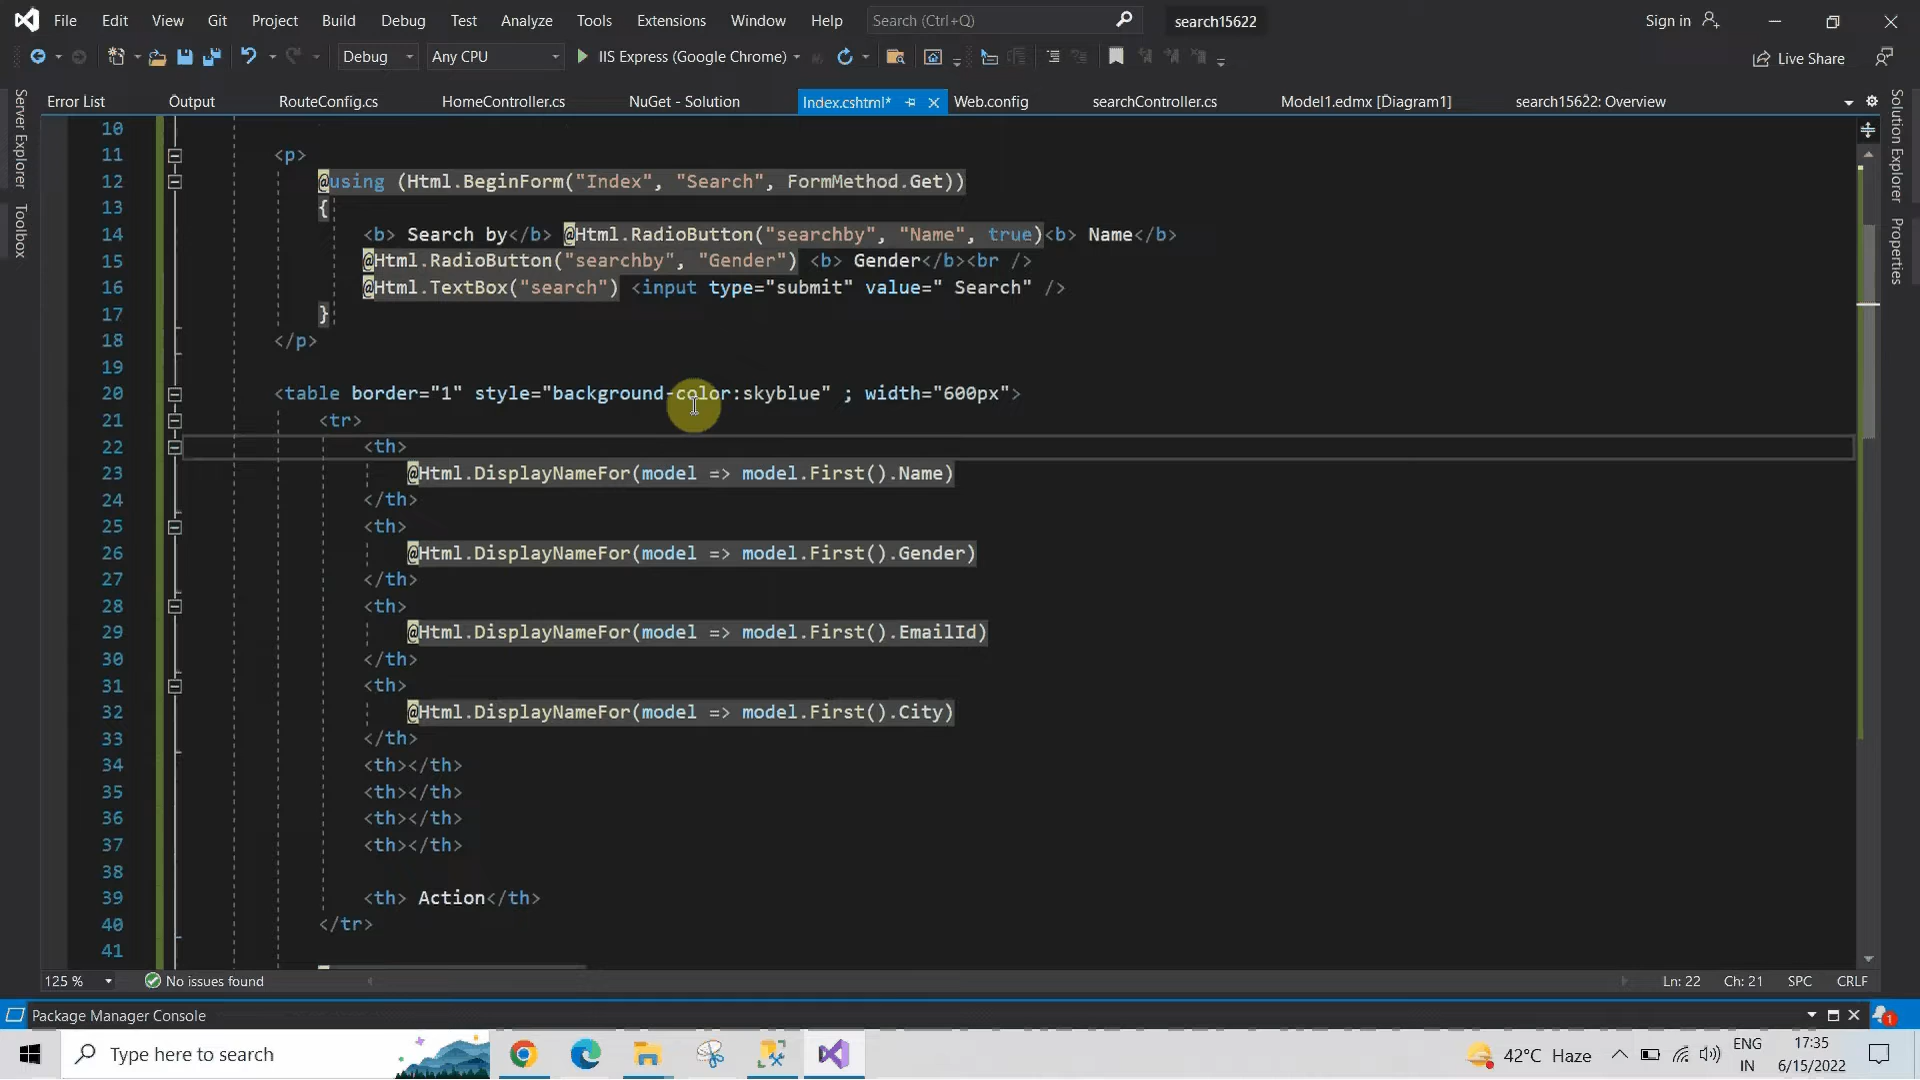 File Edit View Git Project Build Debug Test Analyze Tools Extensions Window Help Search (Ctrl+Q) search15622 Sign in
Debug Any CPU IIS Express (Google Chrome) Live Share
Error List Output RouteConfig.cs HomeController.cs NuGet - Solution Index.cshtml* Web.config searchController.cs Model1.edmx [Diagram1] search15622: Overview
Server Explorer
Toolbox
Solution Explorer
Properties
10
11 <p>
12 @using (Html.BeginForm("Index", "Search", FormMethod.Get))
13 {
14 <b> Search by</b> @Html.RadioButton("searchby", "Name", true)<b> Name</b>
15 @Html.RadioButton("searchby", "Gender") <b> Gender</b><br />
16 @Html.TextBox("search") <input type="submit" value=" Search" />
17 }
18 </p>
19
20 <table border="1" style="background-color:skyblue" ; width="600px">
21 <tr>
22 <th>
23 @Html.DisplayNameFor(model => model.First().Name)
24 </th>
25 <th>
26 @Html.DisplayNameFor(model => model.First().Gender)
27 </th>
28 <th>
29 @Html.DisplayNameFor(model => model.First().EmailId)
30 </th>
31 <th>
32 @Html.DisplayNameFor(model => model.First().City)
33 </th>
34 <th></th>
35 <th></th>
36 <th></th>
37 <th></th>
38
39 <th> Action</th>
40 </tr>
41
125 % No issues found Ln: 22 Ch: 21 SPC CRLF
Package Manager Console 1
Type here to search 42°C Haze ENG 17:35
IN 6/15/2022